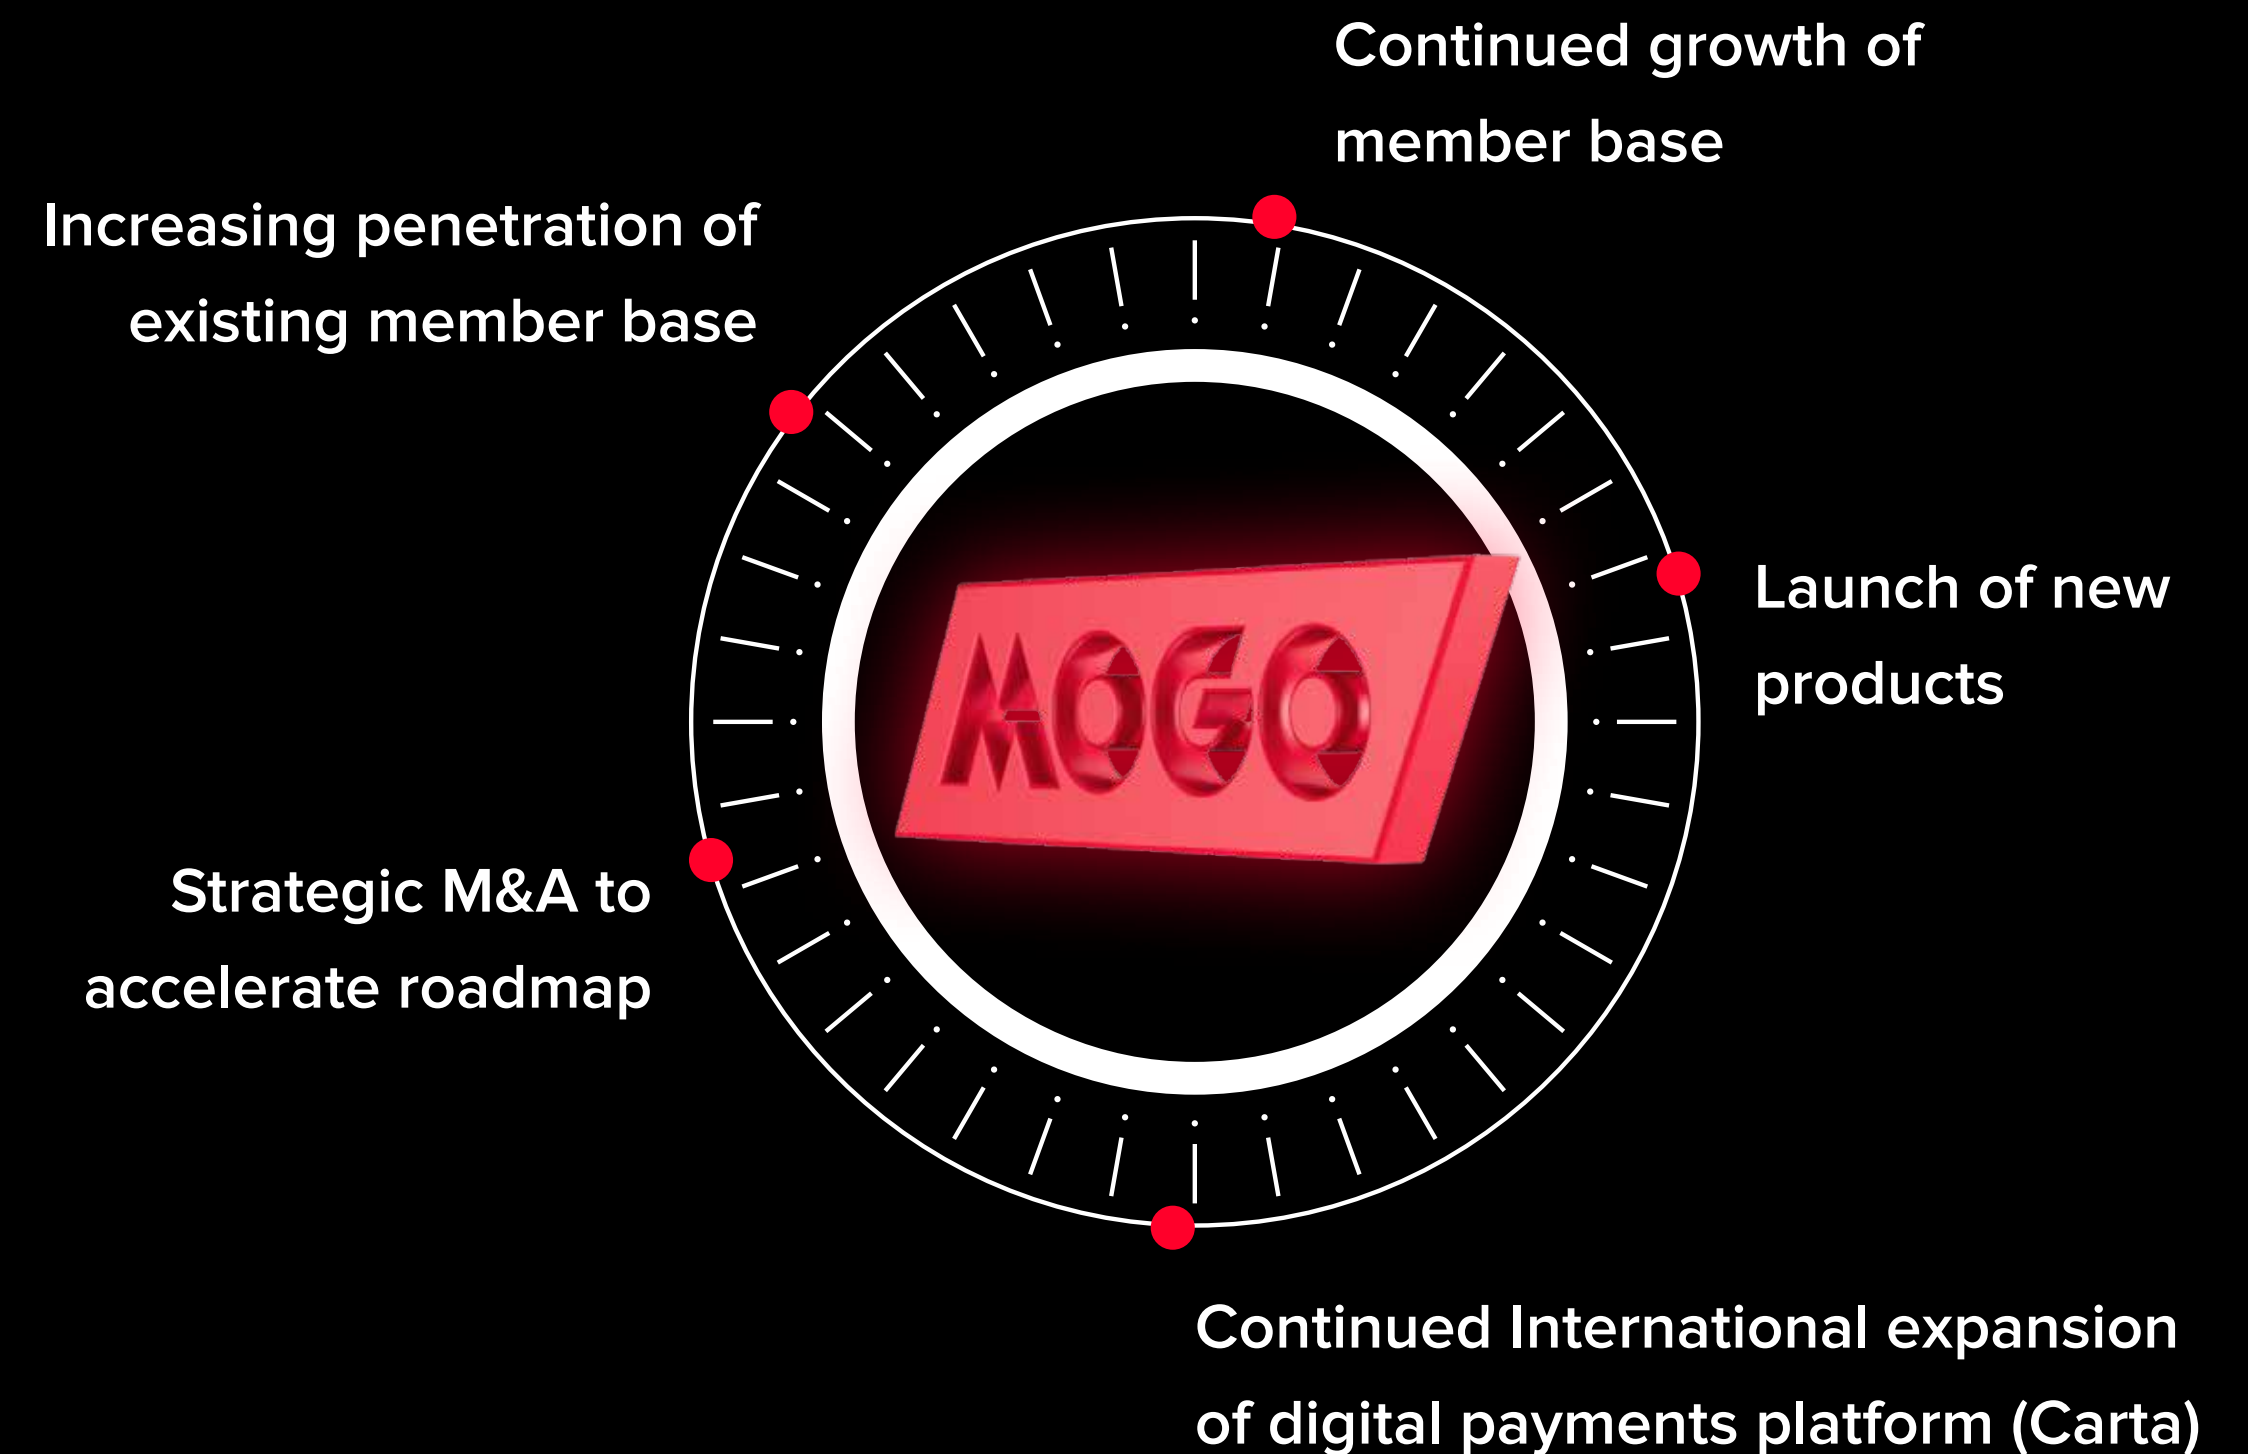 Continued growth of
member base
Increasing penetration of
existing member base
Launch of new
products
MOGO
Strategic M&A to
accelerate roadmap
Continued International expansion
of digital payments platform (Carta)